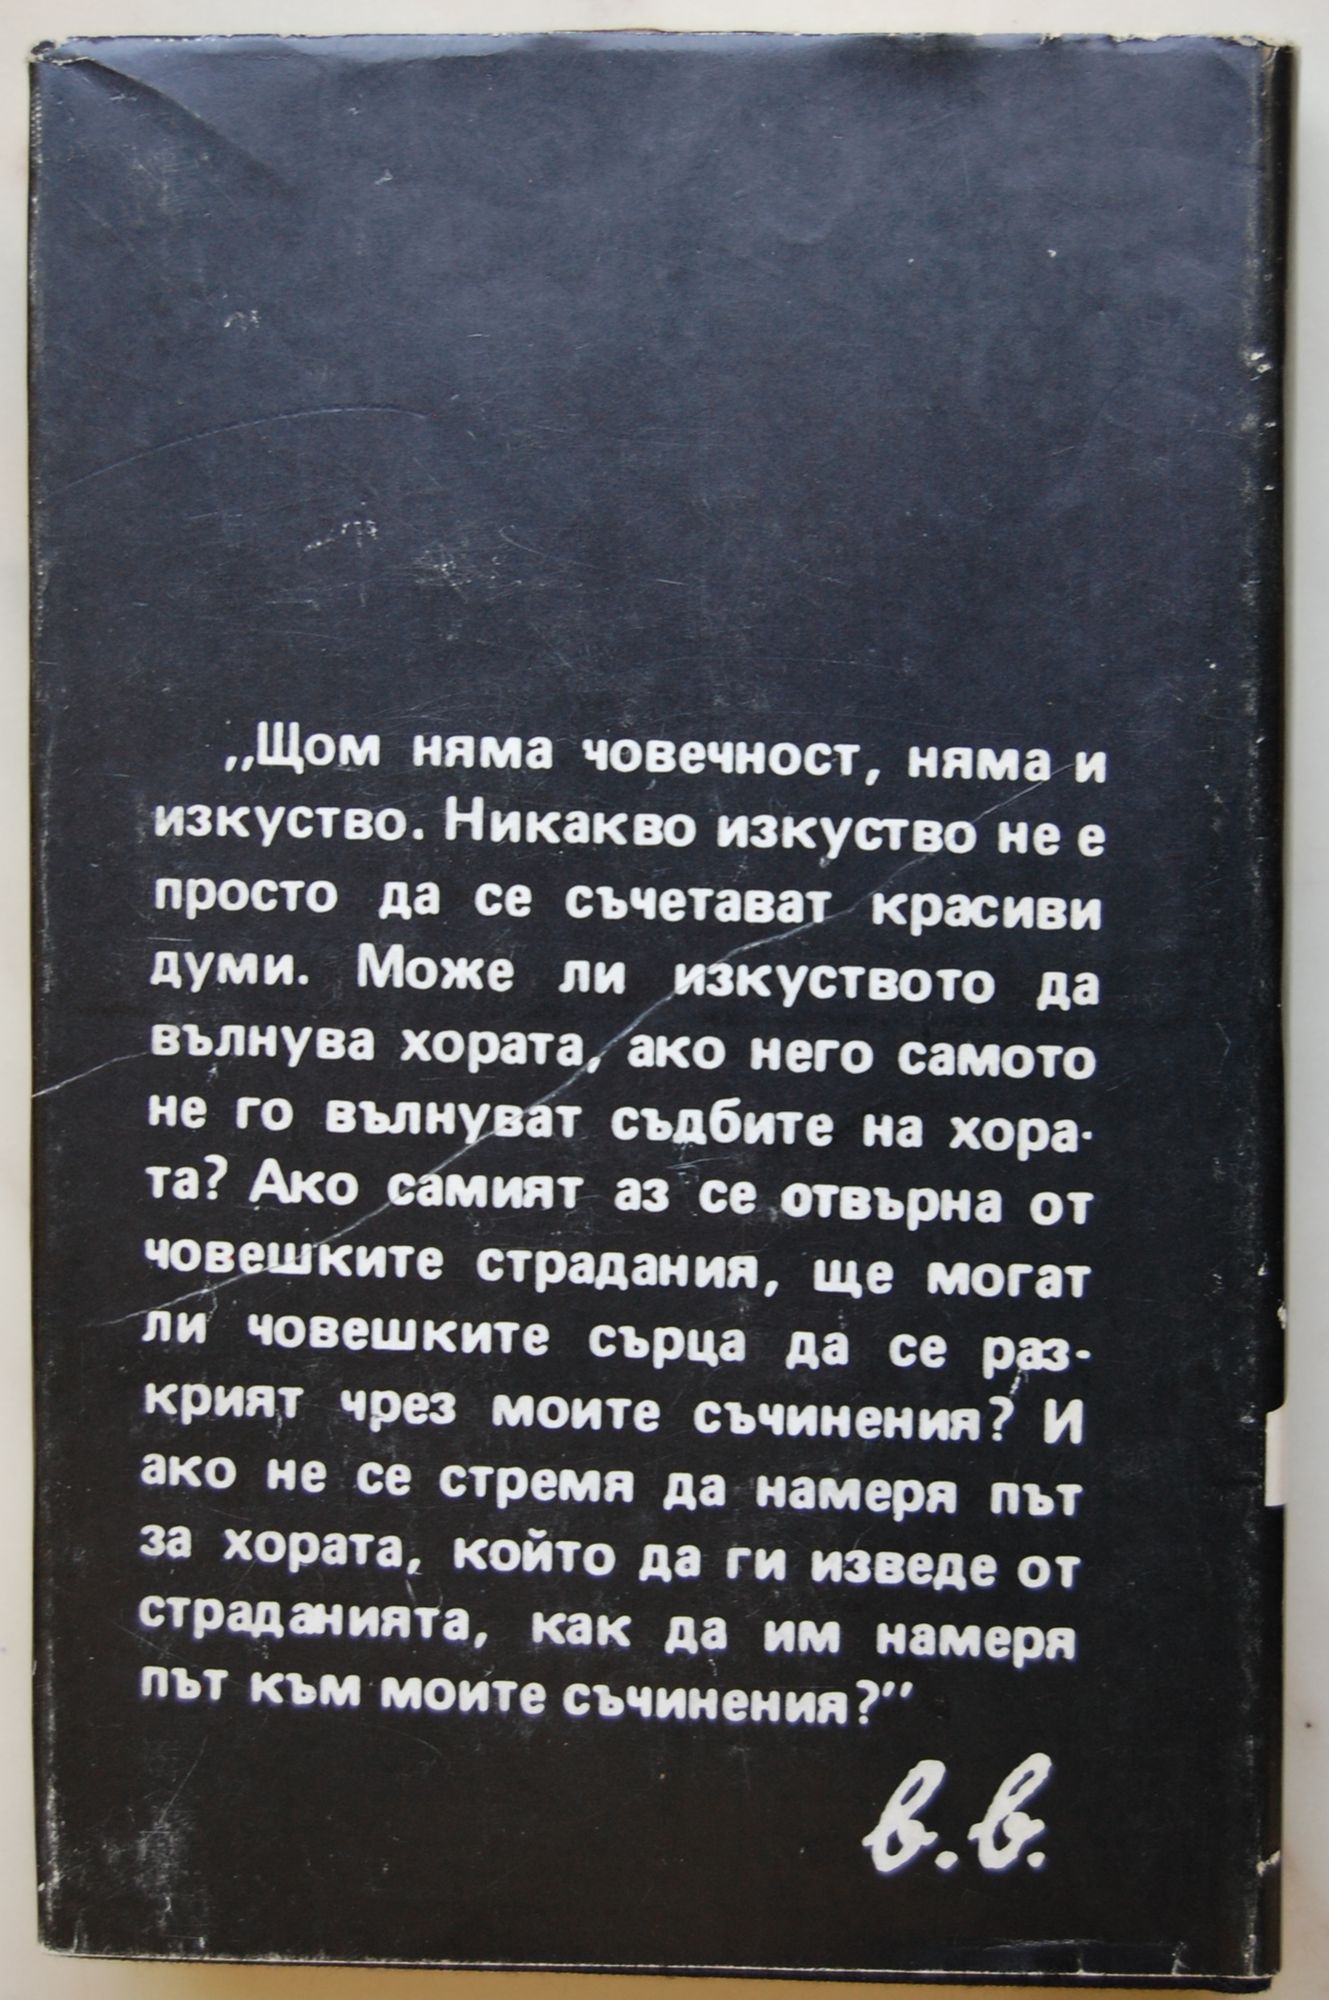 „Щом няма човечност, няма и
изкуство. Никакво изкуство не е
просто да се съчетават красиви
думи. Може ли изкуството да
вълнува хората, ако него самото
не го вълнуват съдбите на хора-
та? Ако самият аз се отвърна от
човешките страдания, ще могат
ли човешките сърца да се раз-
крият чрез моите съчинения? И
ако не се стремя да намеря път
за хората, който да ги изведе от
страданията, как да им намеря
път към моите съчинения?”
в.в.